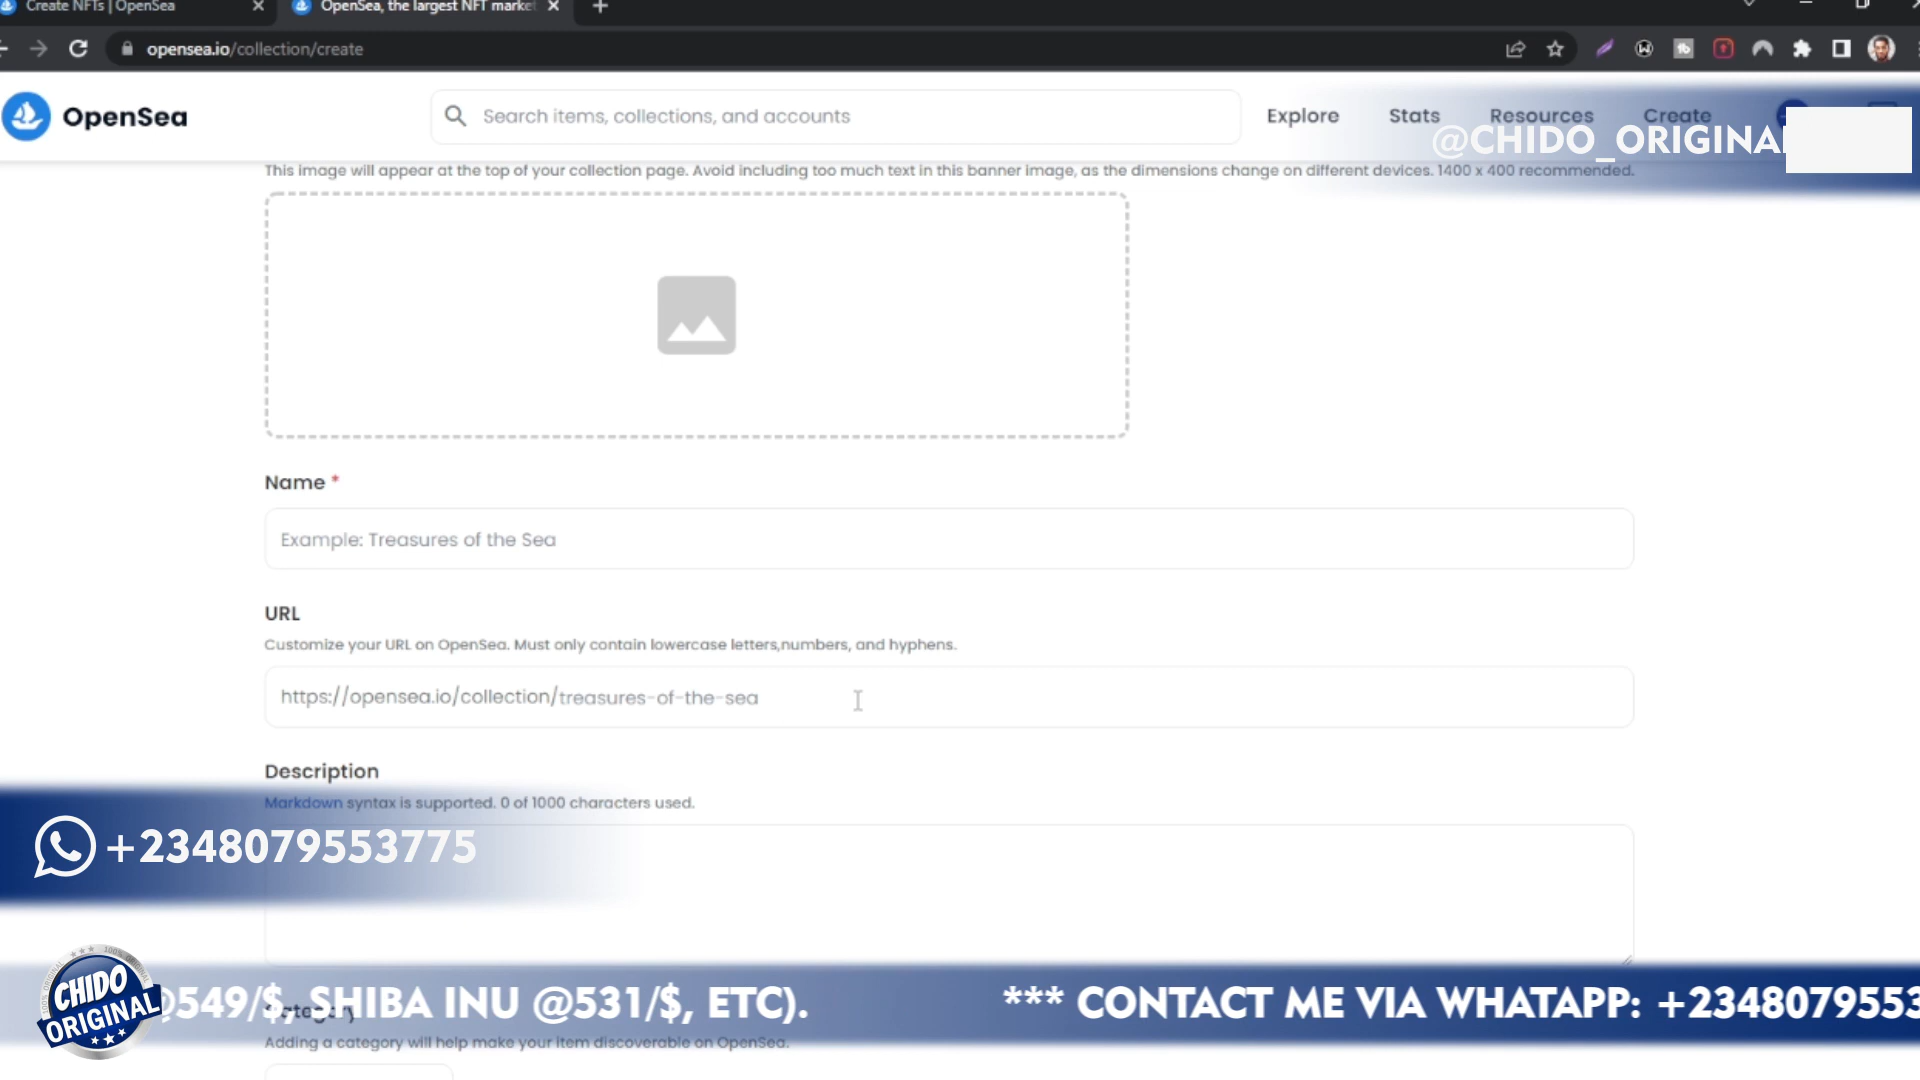 Create NFTs | OpenSea
OpenSea, the largest NFT market
opensea.io/collection/create
OpenSea
Search items, collections, and accounts
Explore
Stats
Resources
Create
@CHIDO_ORIGINAL
This image will appear at the top of your collection page. Avoid including too much text in this banner image, as the dimensions change on different devices. 1400 x 400 recommended.
Name *
Example: Treasures of the Sea
URL
Customize your URL on OpenSea. Must only contain lowercase letters,numbers, and hyphens.
https://opensea.io/collection/treasures-of-the-sea
Description
Markdown syntax is supported. 0 of 1000 characters used.
+2348079553775
CHIDO
ORIGINAL
@549/$, SHIBA INU @531/$, ETC).
*** CONTACT ME VIA WHATAPP: +2348079553
Category
Adding a category will help make your item discoverable on OpenSea.